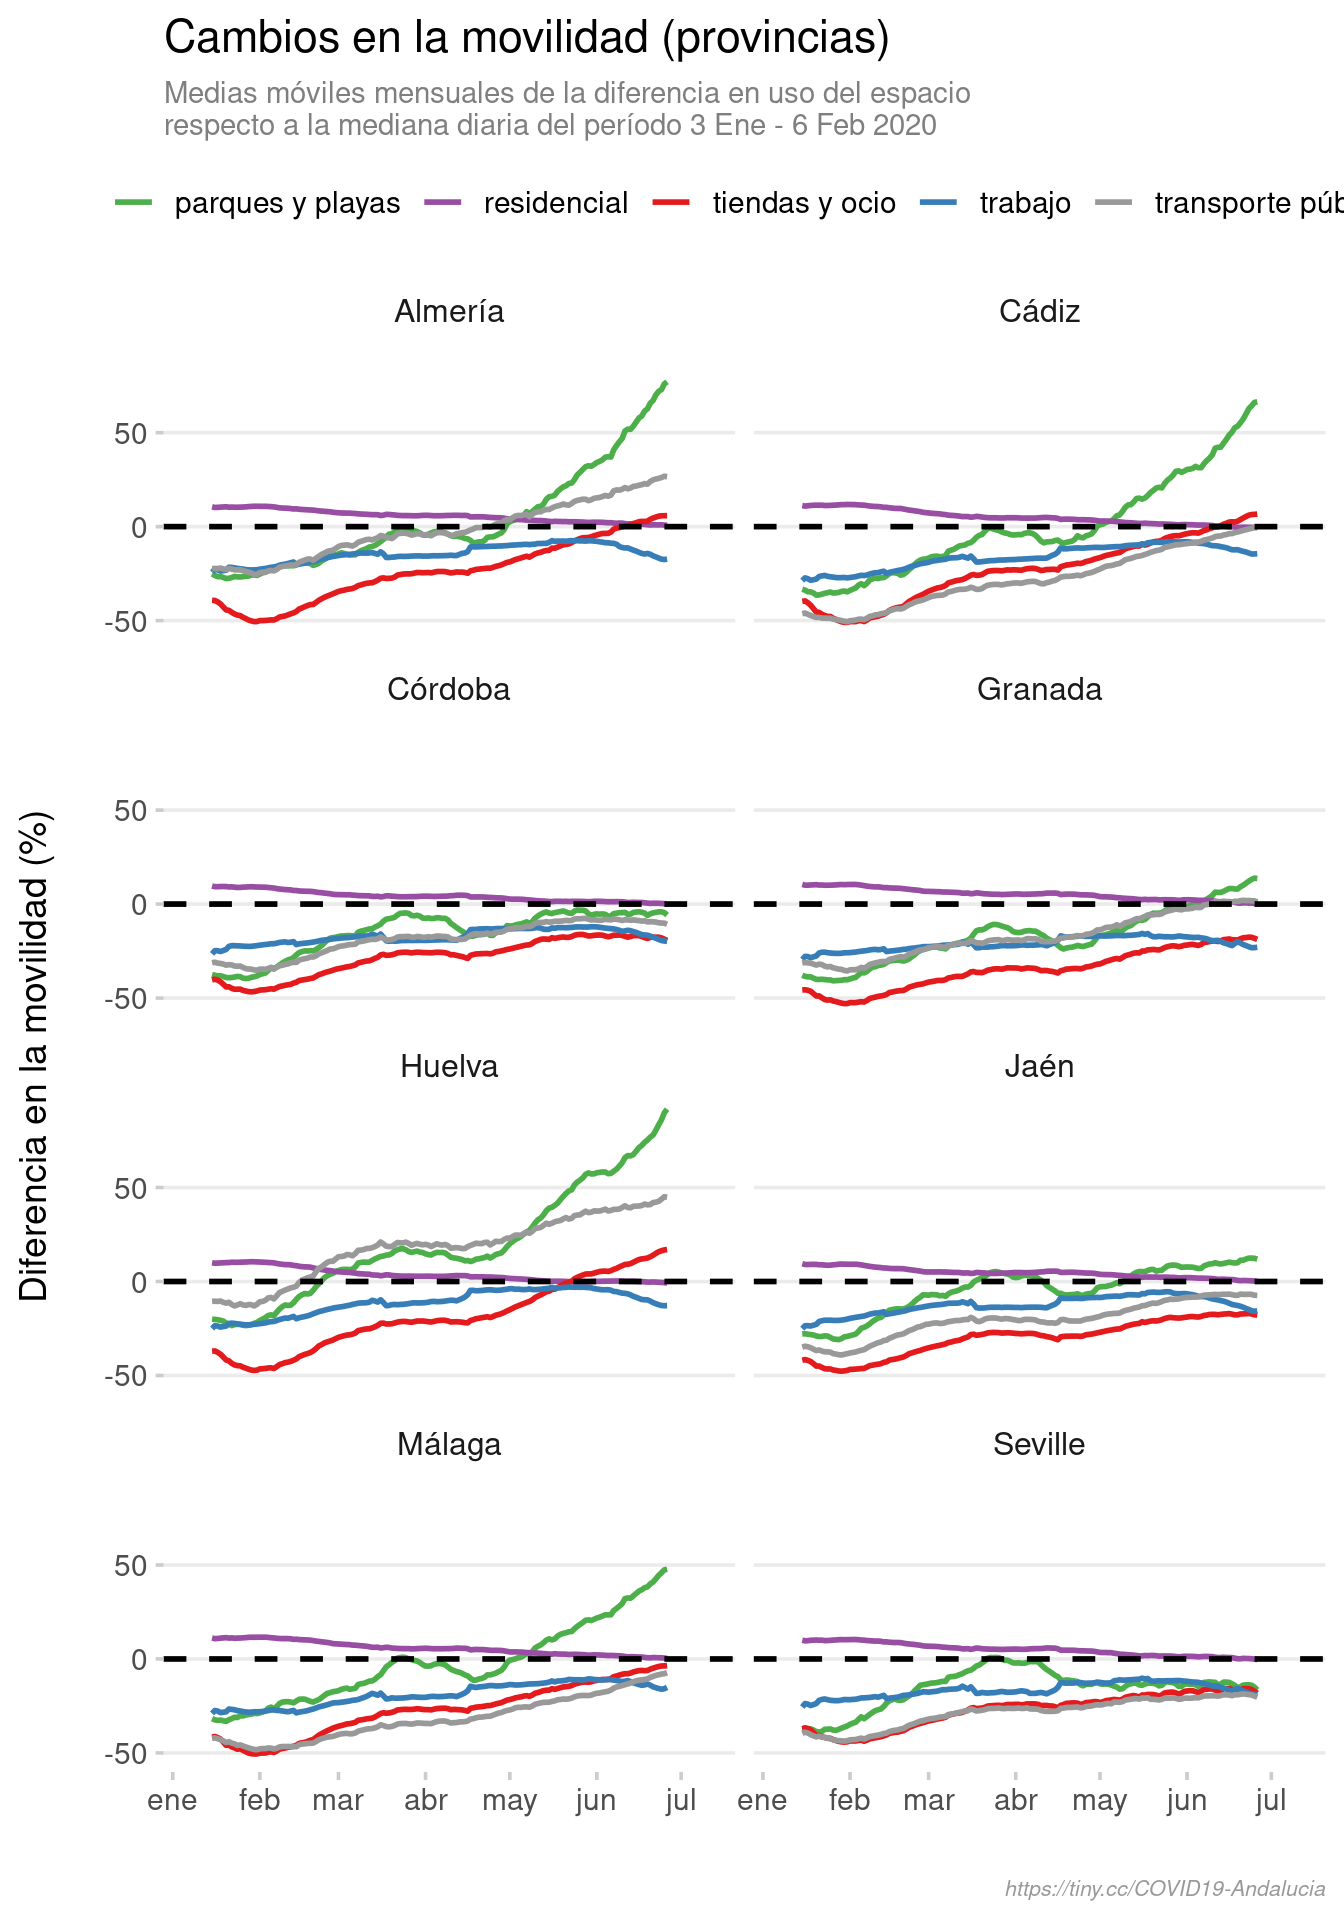 Cambios en la movilidad (provincias)
Medias móviles mensuales de la diferencia en uso del espacio
respecto a la mediana diaria del período 3 Ene - 6 Feb 2020
parques y playas residencial tiendas y ocio trabajo transporte púb
Almería Cádiz
50
0
-50
Córdoba Granada
50
0
-50
Huelva Jaén
50
0
-50
Málaga Seville
50
0
-50
ene feb mar abr may jun jul ene feb mar abr may jun jul
Diferencia en la movilidad (%)
https://tiny.cc/COVID19-Andalucia